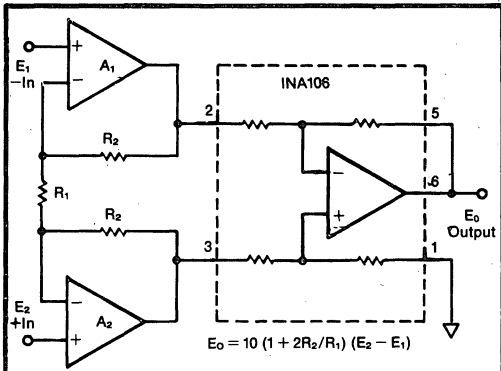 E1
−In
+
−
A1
INA106
2
5
R2
R1
−
+
6
E0
Output
R2
3
1
E2
+In
−
+
A2
E0 = 10 (1 + 2R2/R1) (E2 − E1)